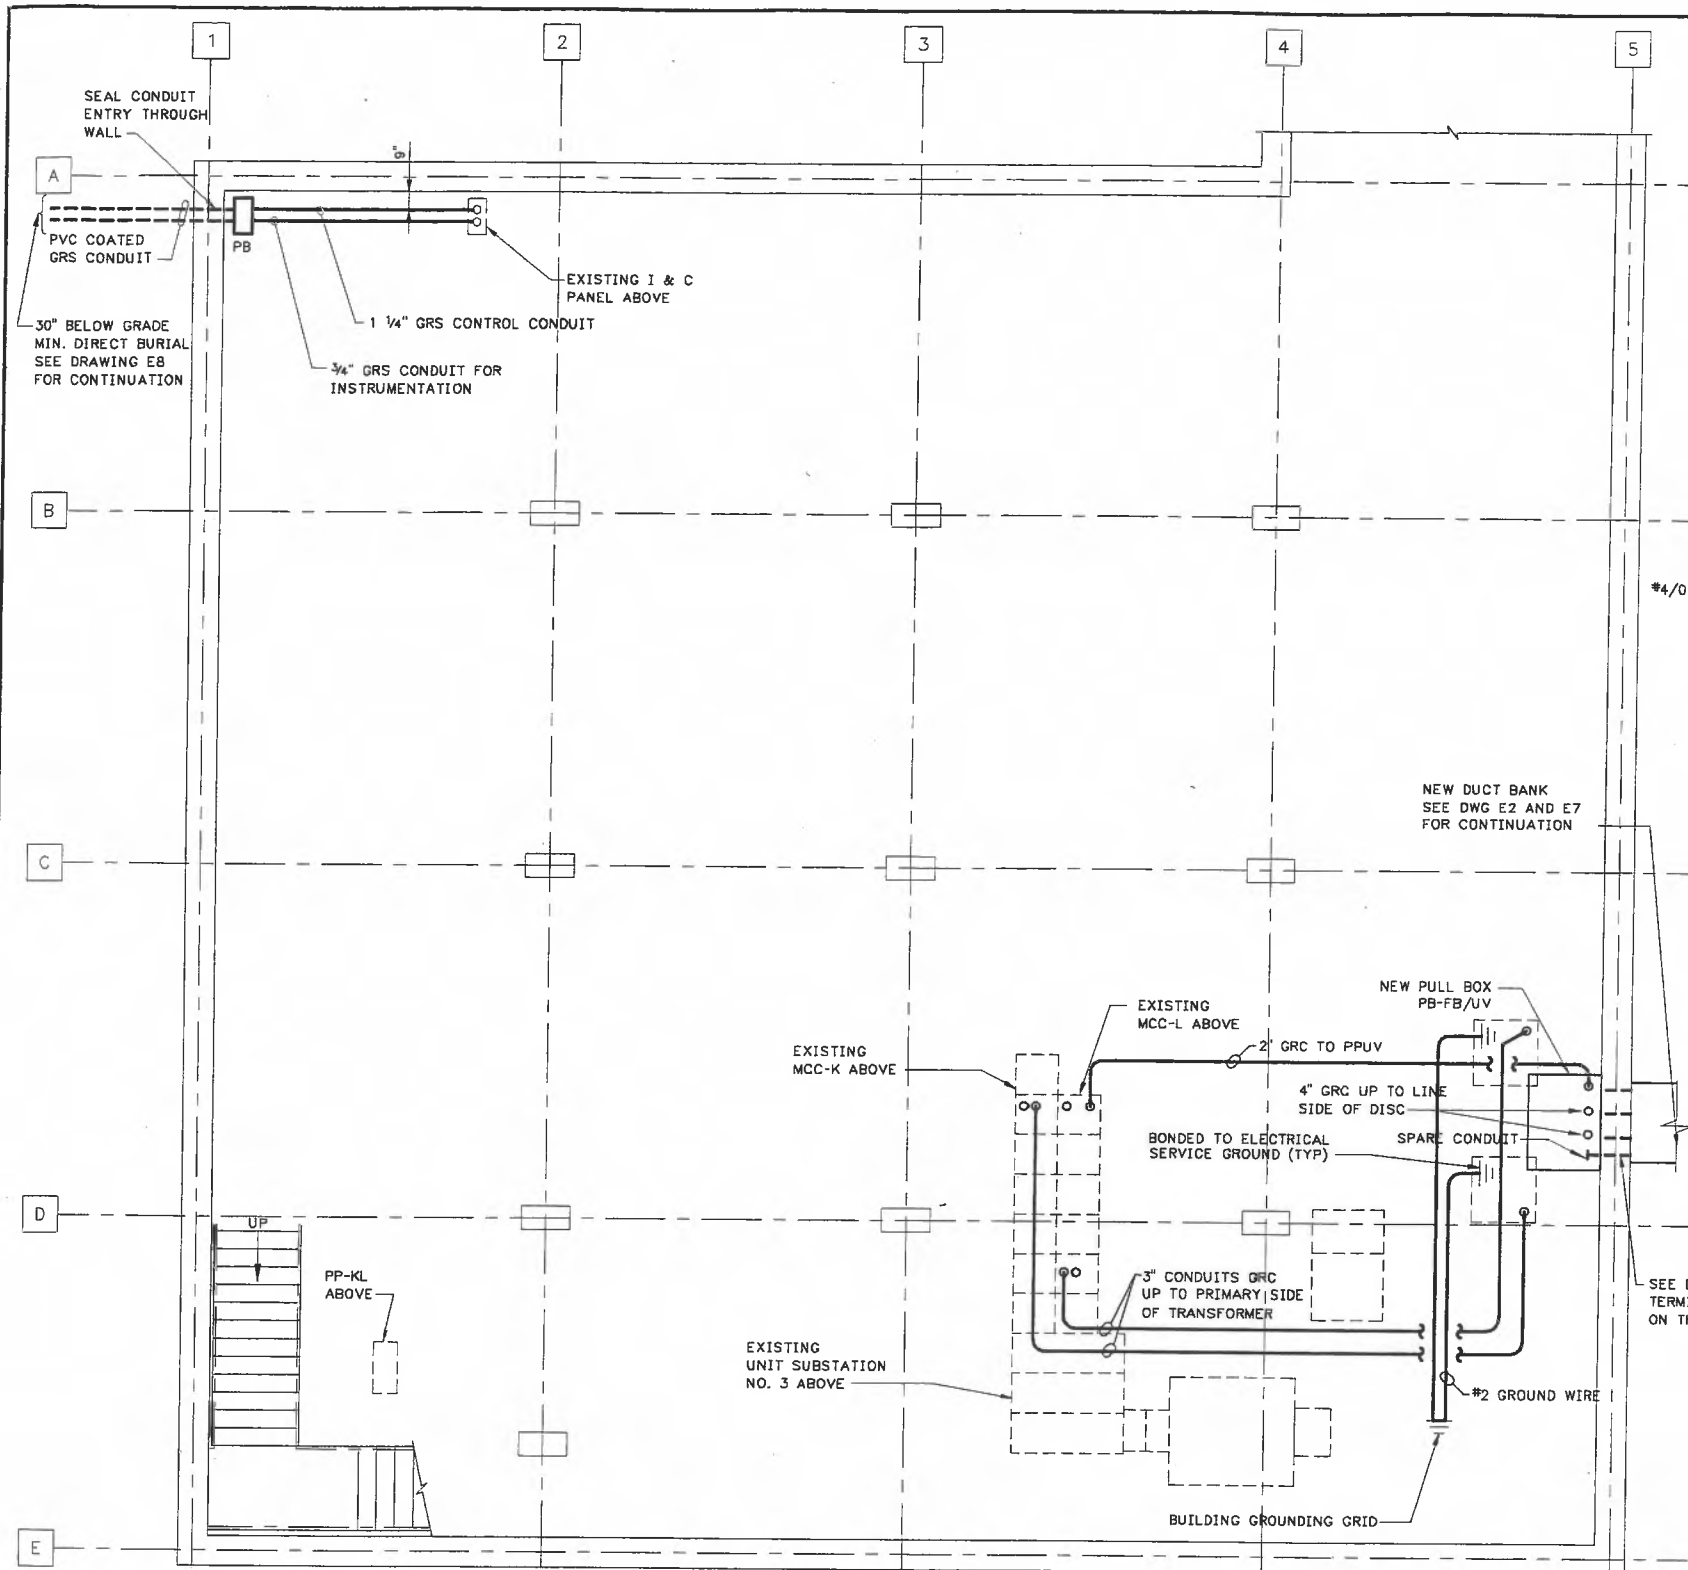 1
2
3
4
5
SEAL CONDUIT
ENTRY THROUGH
WALL
9"
A
PVC COATED
GRS CONDUIT
PB
EXISTING I & C
PANEL ABOVE
30" BELOW GRADE
MIN. DIRECT BURIAL
SEE DRAWING E8
FOR CONTINUATION
1 1/4" GRS CONTROL CONDUIT
3/4" GRS CONDUIT FOR
INSTRUMENTATION
B
#4/0
NEW DUCT BANK
SEE DWG E2 AND E7
FOR CONTINUATION
C
NEW PULL BOX
PB-FB/UV
EXISTING
MCC-L ABOVE
EXISTING
MCC-K ABOVE
2' GRC TO PPUV
4" GRC UP TO LINE
SIDE OF DISC
BONDED TO ELECTRICAL
SERVICE GROUND (TYP)
SPARE CONDUIT
D
UP
PP-KL
ABOVE
3" CONDUITS GRC
UP TO PRIMARY SIDE
OF TRANSFORMER
SEE
TERM
ON
EXISTING
UNIT SUBSTATION
NO. 3 ABOVE
#2 GROUND WIRE
BUILDING GROUNDING GRID
E